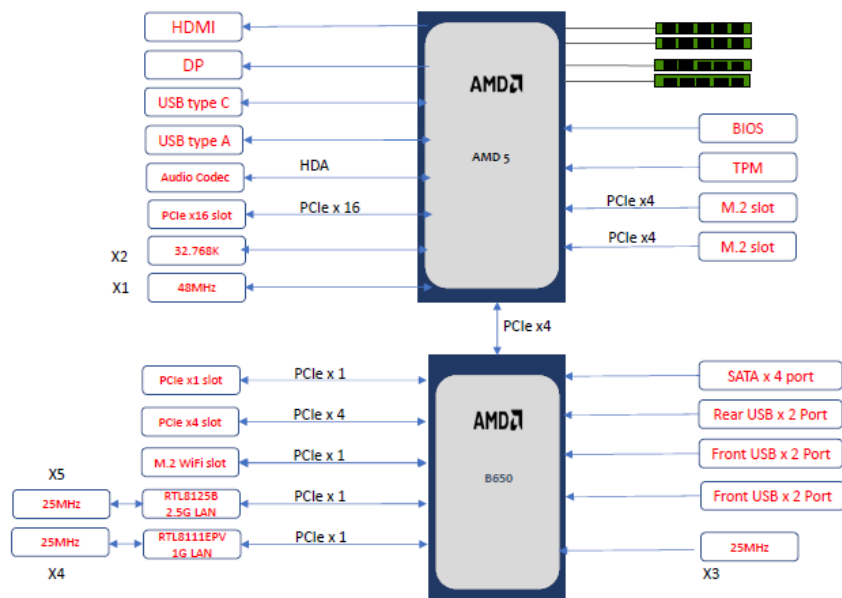 HDMI
DP
USB type C
USB type A
Audio Codec
HDA
PCIe x16 slot
PCIe x 16
X2
32.768K
X1
48MHz
AMD
AMD 5
BIOS
TPM
PCIe x4
M.2 slot
PCIe x4
M.2 slot
PCIe x4
PCIe x1 slot
PCIe x 1
PCIe x4 slot
PCIe x 4
M.2 WiFi slot
PCIe x 1
X5
25MHz
RTL8125B
2.5G LAN
PCIe x 1
25MHz
RTL8111EPV
1G LAN
PCIe x 1
X4
AMD
B650
SATA x 4 port
Rear USB x 2 Port
Front USB x 2 Port
Front USB x 2 Port
25MHz
X3